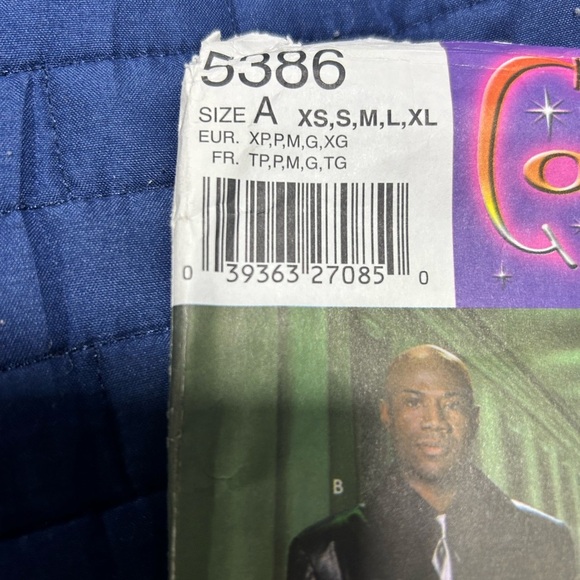 5386
SIZE A XS,S,M,L,XL
EUR. XP,P,M,G,XG
FR. TP,P,M,G,TG
0 39363 27085 0
B